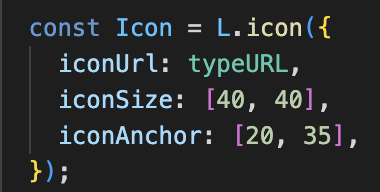 const Icon = L.icon({
  iconUrl: typeURL,
  iconSize: [40, 40],
  iconAnchor: [20, 35],
});